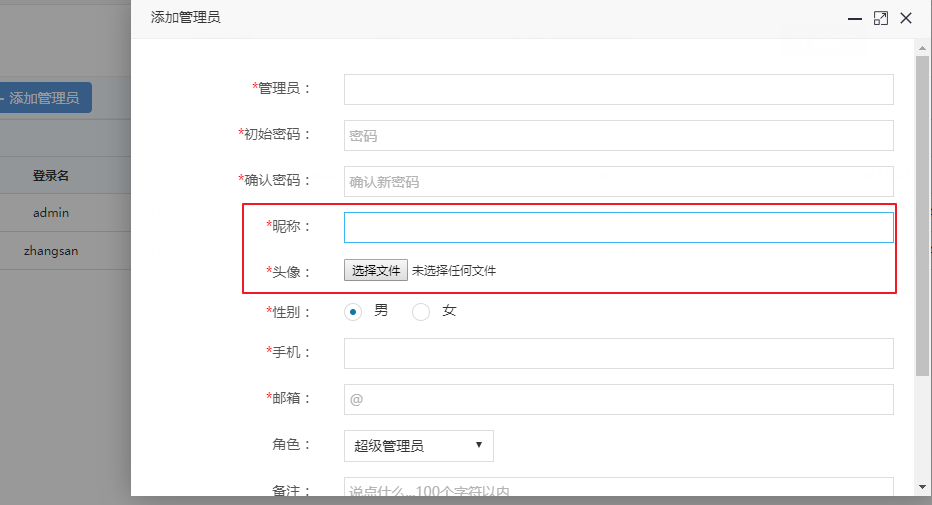 添加管理员
添加管理员
登录名
admin
zhangsan
*管理员：
*初始密码： 密码
*确认密码： 确认新密码
*昵称：
*头像： 选择文件 未选择任何文件
*性别： 男 女
*手机：
*邮箱： @
角色： 超级管理员
备注： 说点什么...100个字符以内